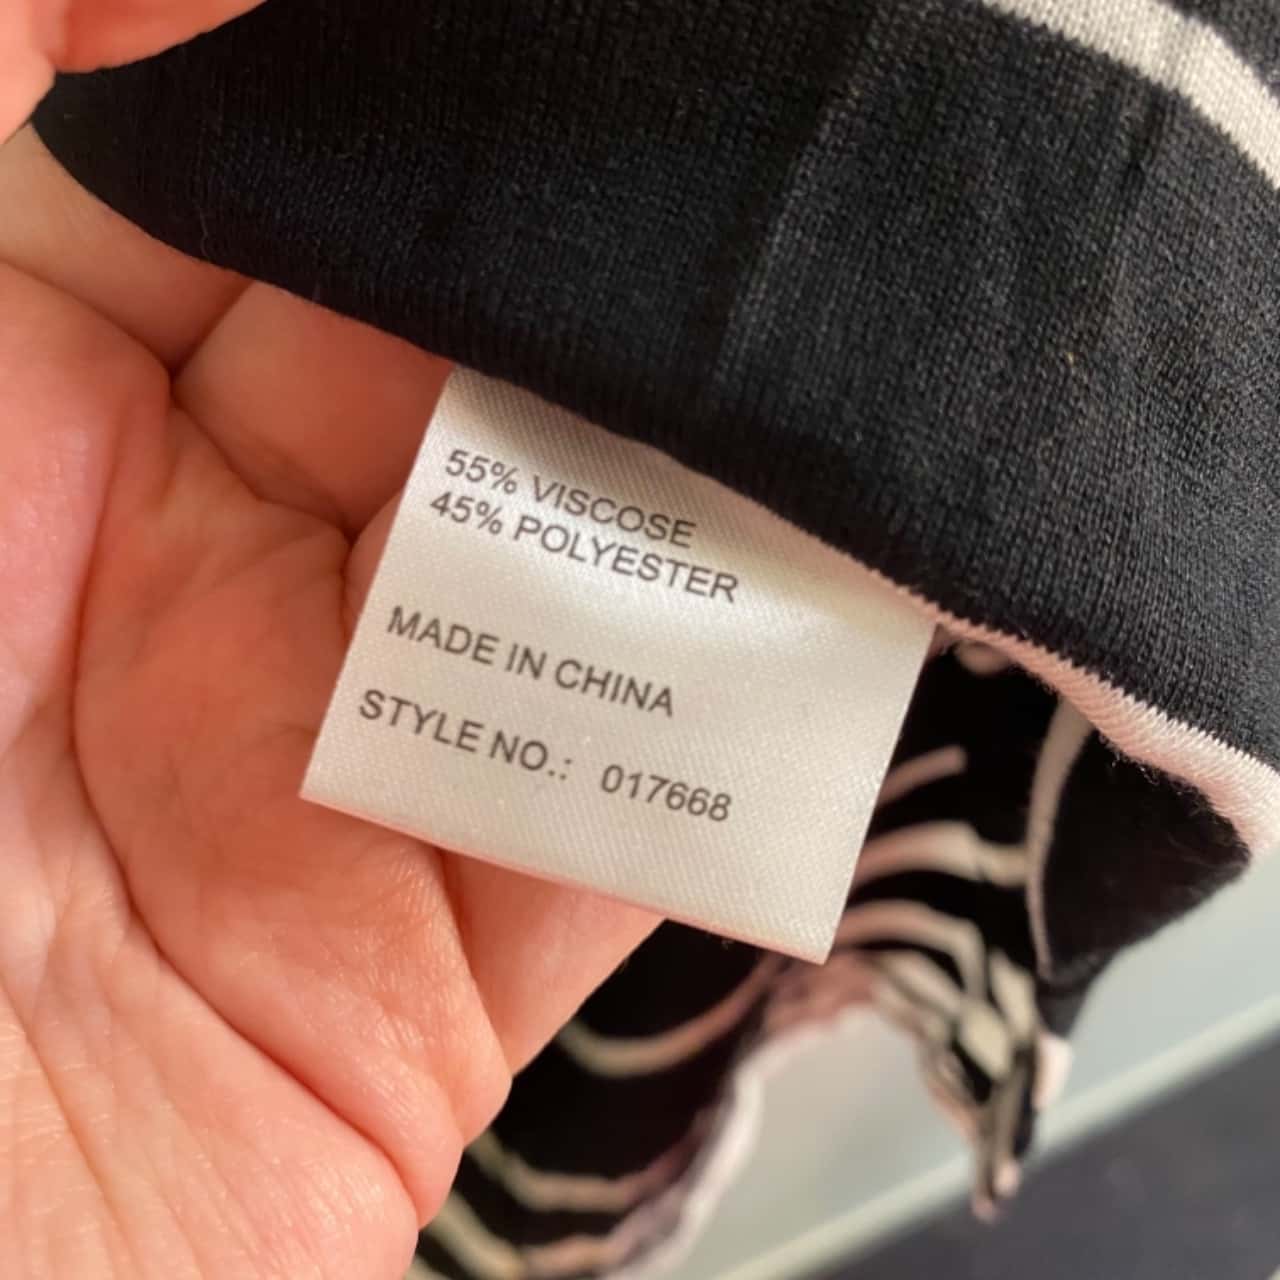 55% VISCOSE
45% POLYESTER
MADE IN CHINA
STYLE NO.: 017668